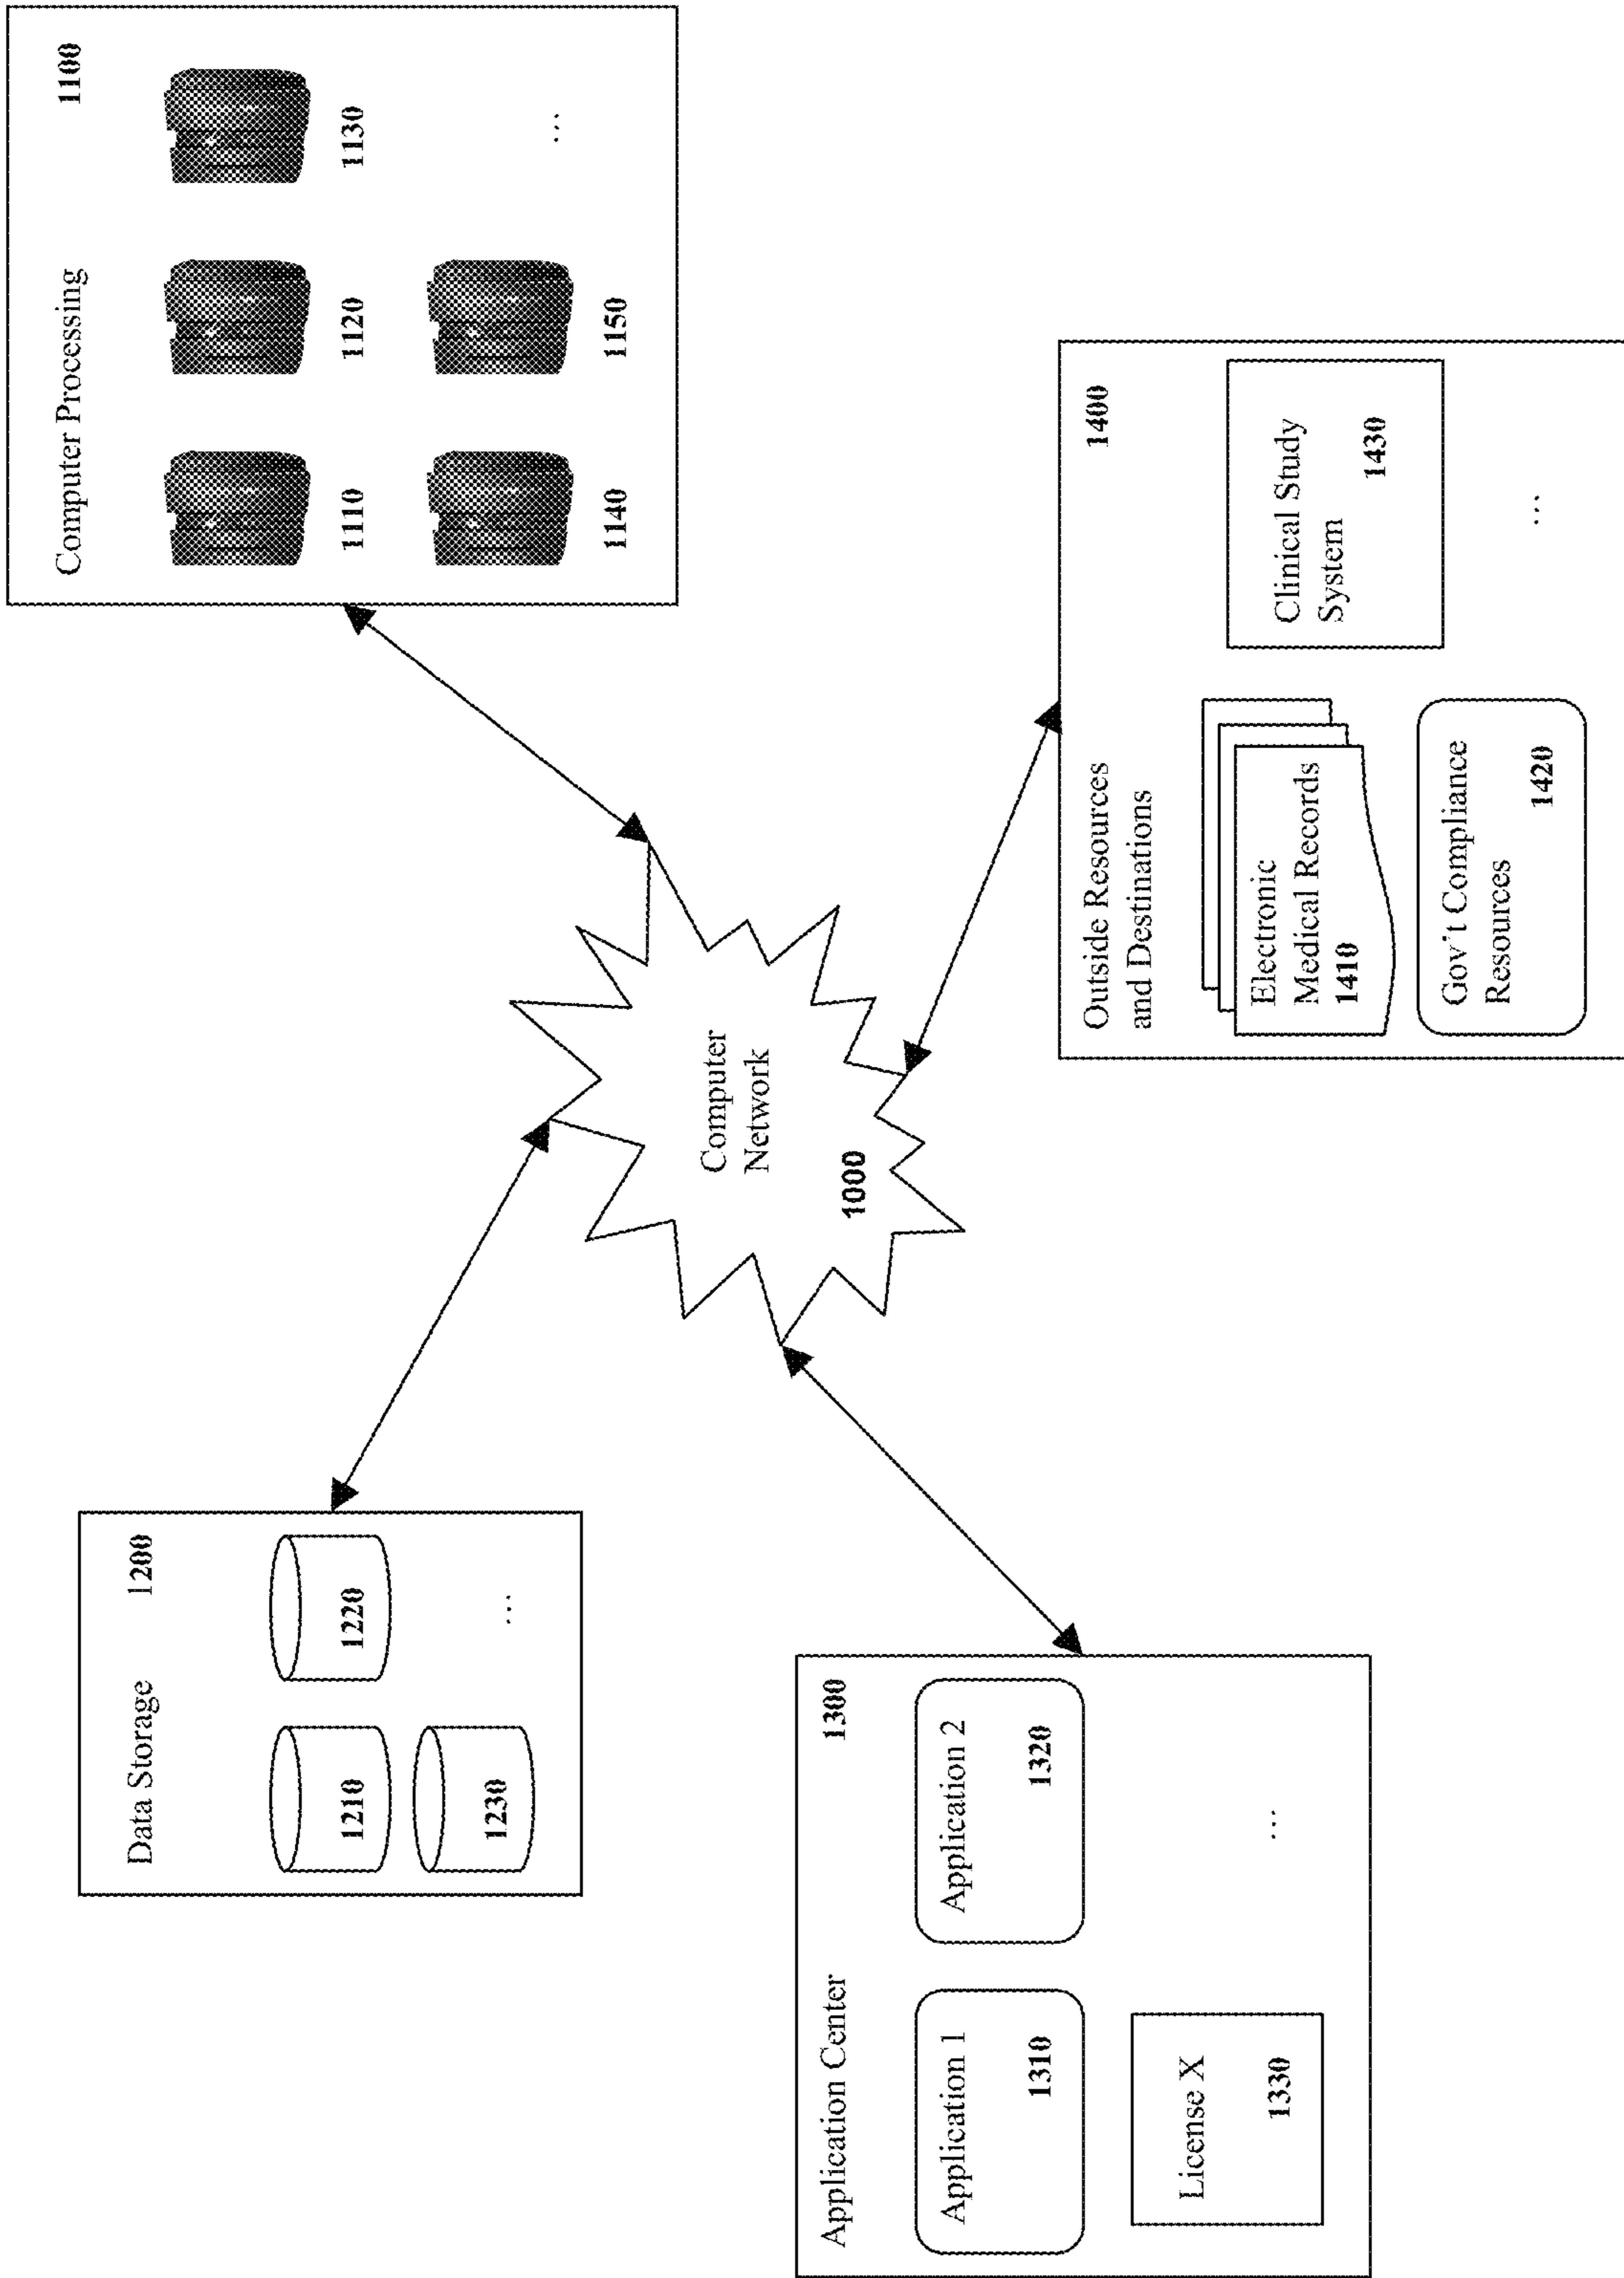 Data Storage 1200
1210
1220
1230
…
Computer Processing 1100
1110
1120
1130
1140
1150
…
Computer
Network
1000
Application Center 1300
Application 1
1310
Application 2
1320
License X
1330
…
Outside Resources 1400
and Destinations
Electronic
Medical Records
1410
Clinical Study
System
1430
Gov't Compliance
Resources
1420
…